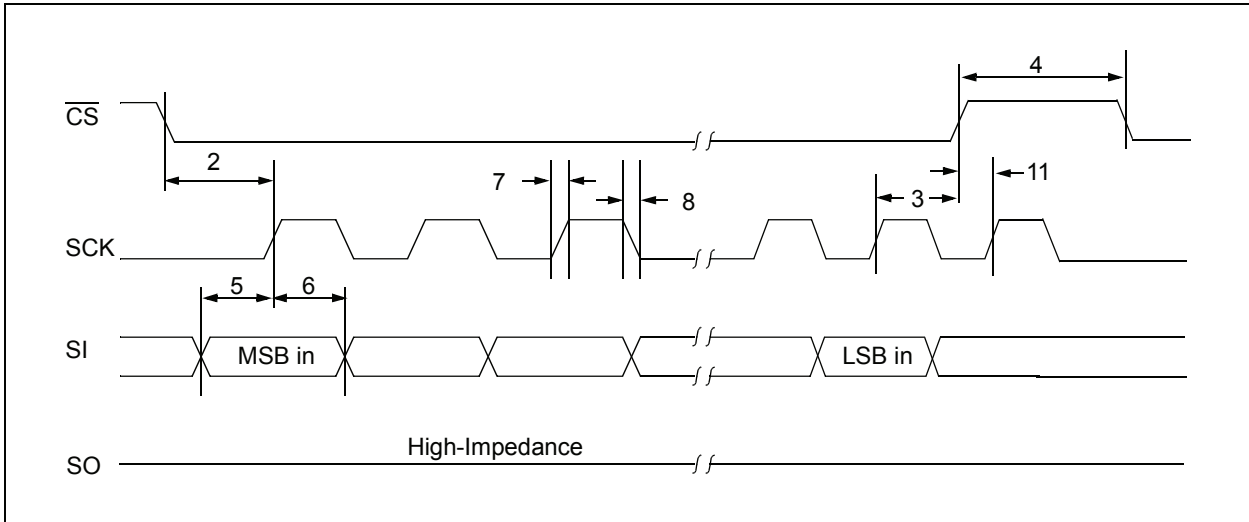 4
CS
2
7
11
8
3
SCK
5
6
SI
MSB in
LSB in
High-Impedance
SO